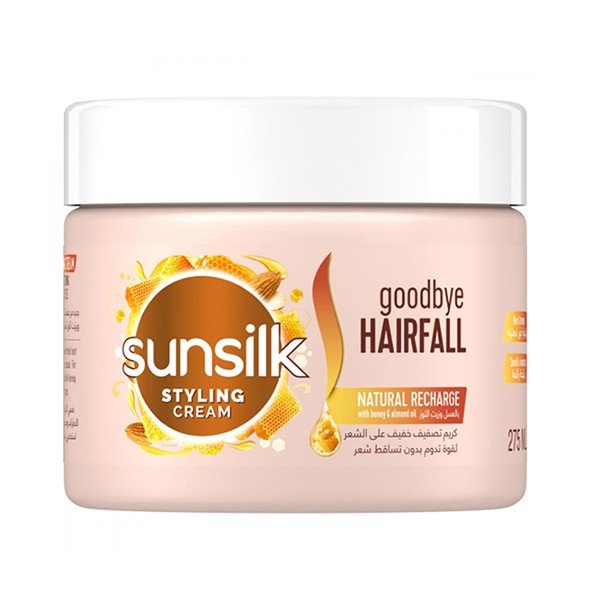 sunsilk
STYLING
CREAM
goodbye
HAIRFALL
NATURAL RECHARGE
with honey & almond oil بالعسل وزيت اللوز
كريم تصفيف خفيف على الشعر
لقوة تدوم بدون تساقط شعر
275